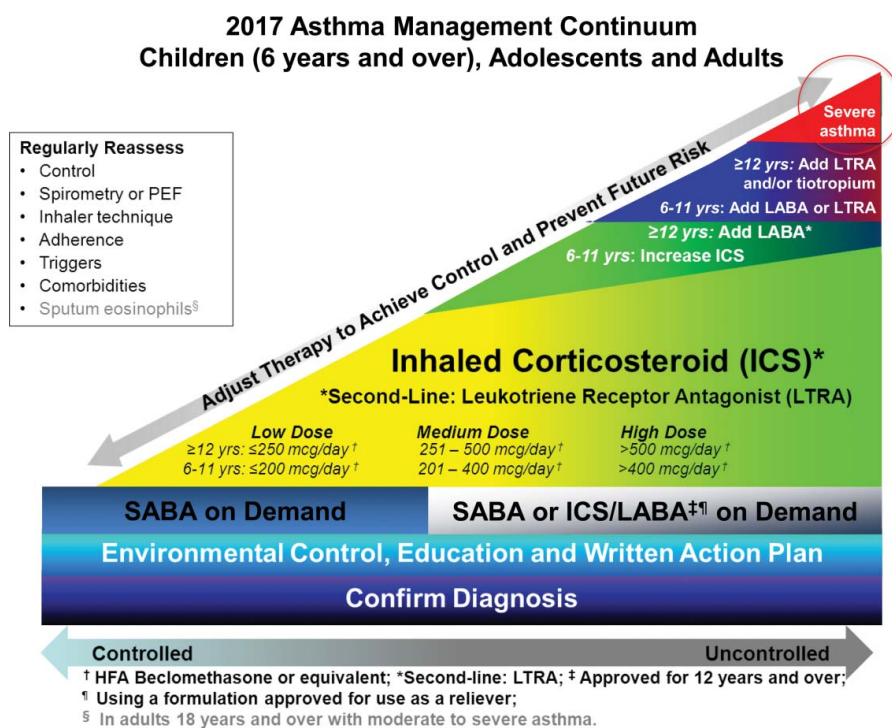 2017 Asthma Management Continuum
Children (6 years and over), Adolescents and Adults
Regularly Reassess
• Control
• Spirometry or PEF
• Inhaler technique
• Adherence
• Triggers
• Comorbidities
• Sputum eosinophils§
Adjust Therapy to Achieve Control and Prevent Future Risk
Severe
asthma
≥12 yrs: Add LTRA
and/or tiotropium
6-11 yrs: Add LABA or LTRA
≥12 yrs: Add LABA*
6-11 yrs: Increase ICS
Inhaled Corticosteroid (ICS)*
*Second-Line: Leukotriene Receptor Antagonist (LTRA)
Low Dose Medium Dose High Dose
≥12 yrs: ≤250 mcg/day† 251 – 500 mcg/day† >500 mcg/day†
6-11 yrs: ≤200 mcg/day† 201 – 400 mcg/day† >400 mcg/day†
SABA on Demand SABA or ICS/LABA‡¶ on Demand
Environmental Control, Education and Written Action Plan
Confirm Diagnosis
Controlled Uncontrolled
† HFA Beclomethasone or equivalent; *Second-line: LTRA; ‡ Approved for 12 years and over;
¶ Using a formulation approved for use as a reliever;
§ In adults 18 years and over with moderate to severe asthma.